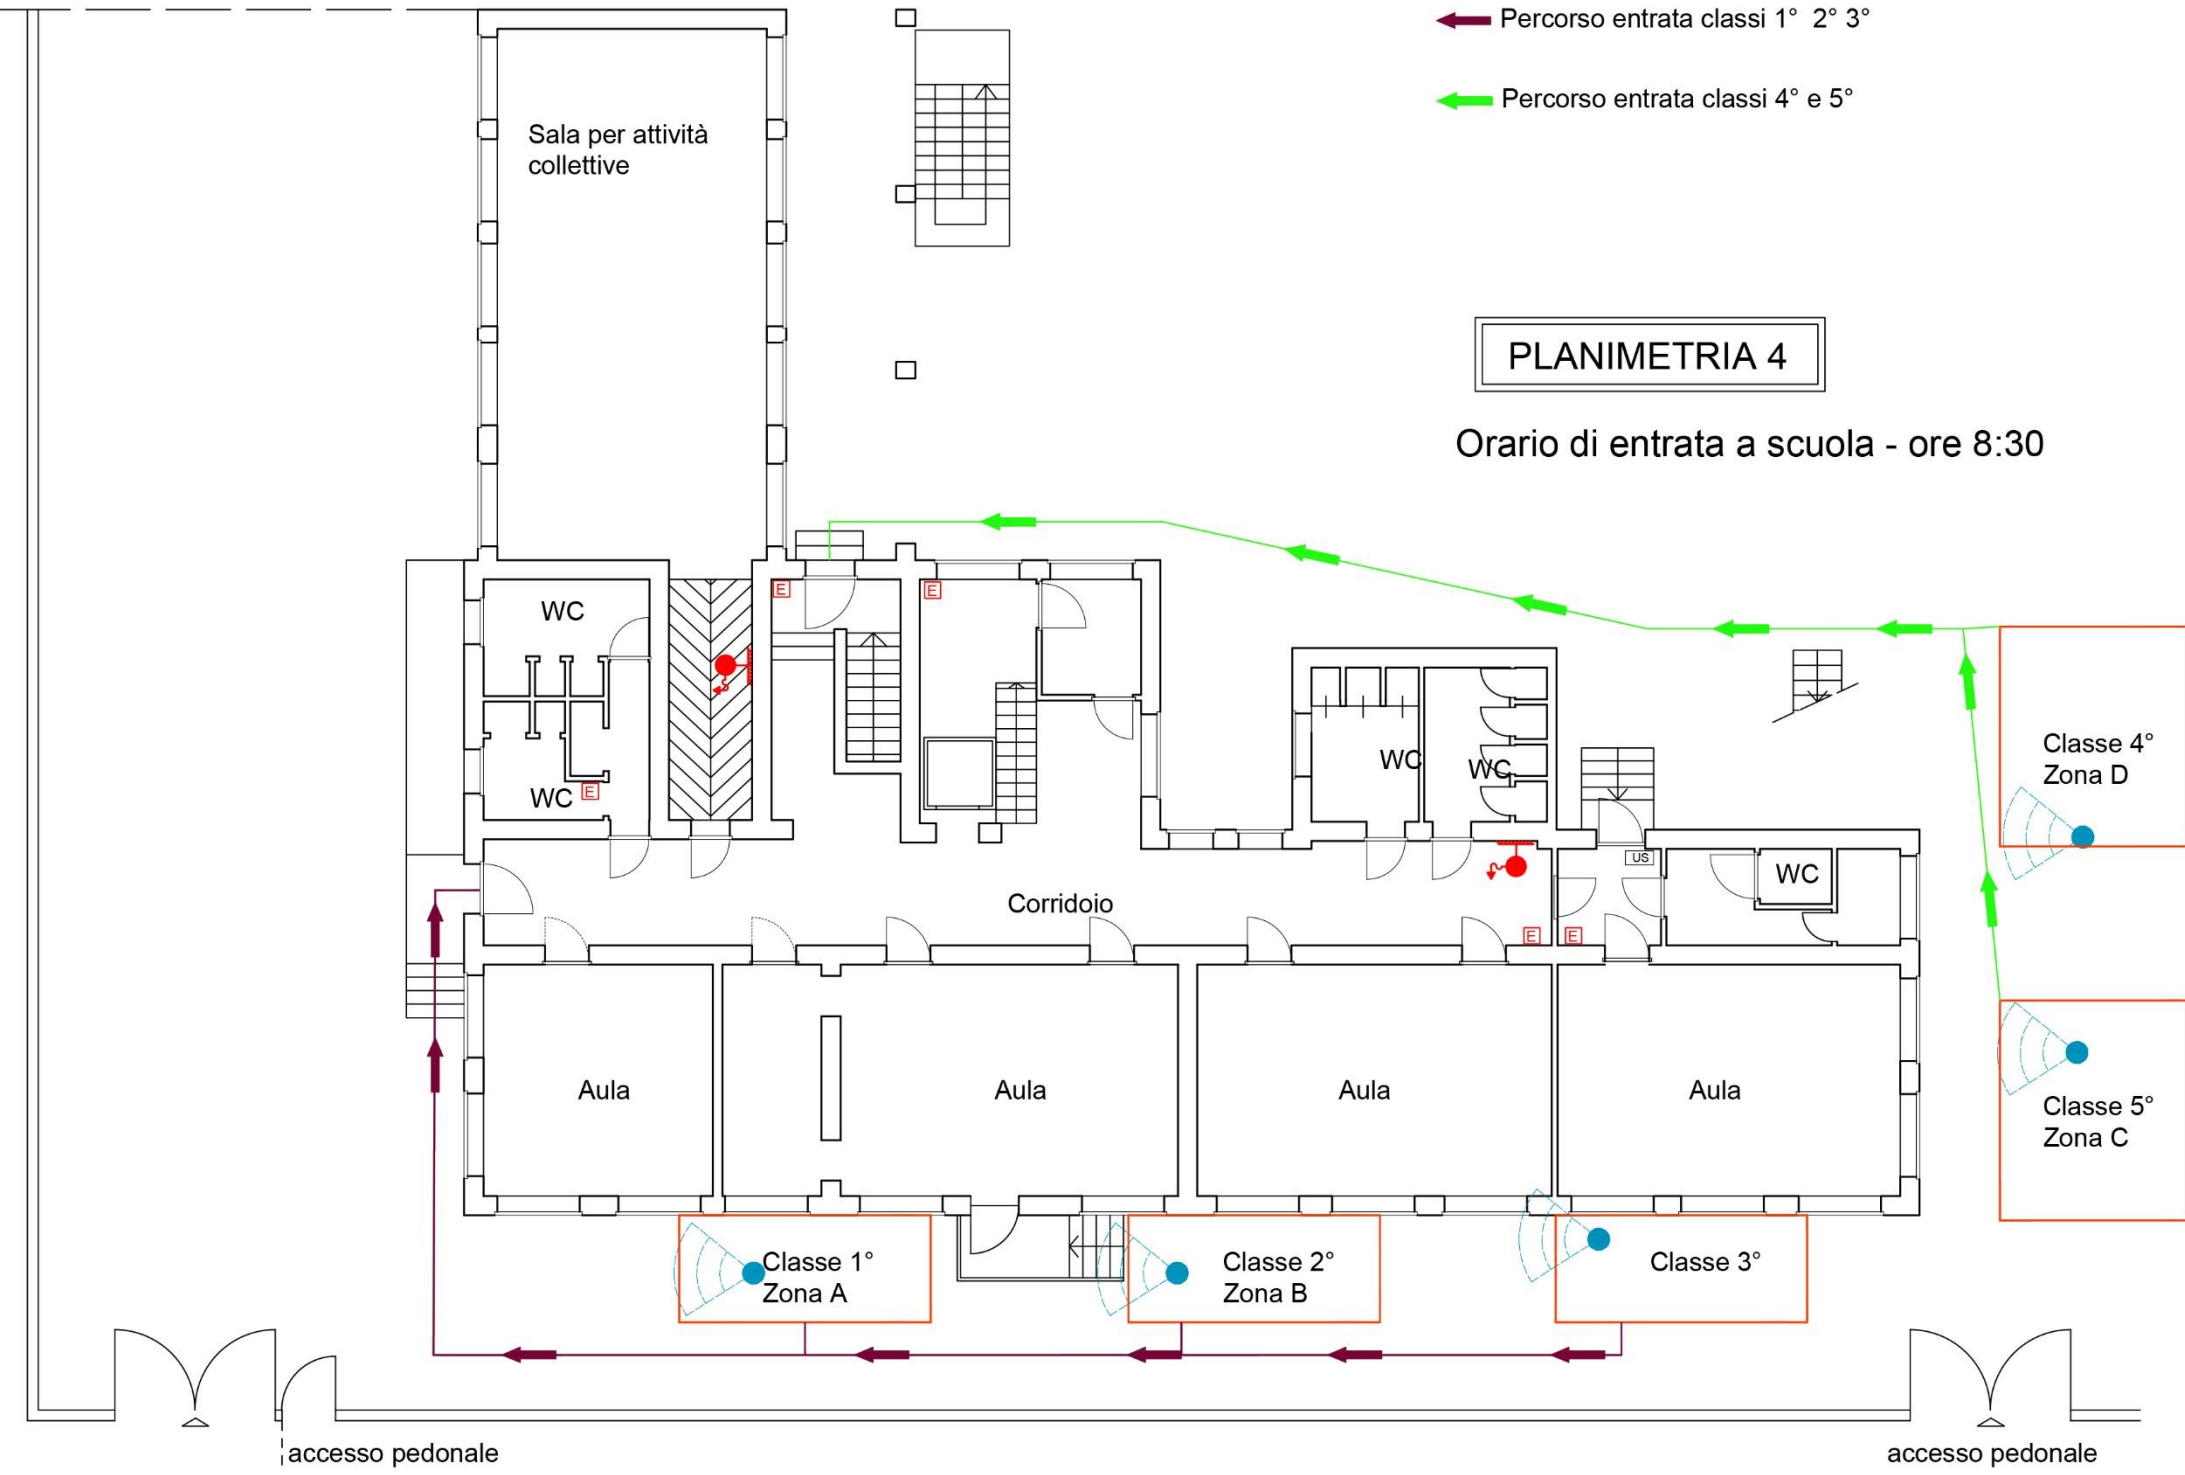 Percorso entrata classi 1°  2° 3°
Percorso entrata classi 4° e 5°
Sala per attività
collettive
PLANIMETRIA 4
Orario di entrata a scuola - ore 8:30
E
E
WC
WC
E
WC
WC
Classe 4°
Zona D
US
WC
Corridoio
E
E
Aula
Aula
Aula
Aula
Classe 5°
Zona C
Classe 1°
Zona A
Classe 2°
Zona B
Classe 3°
accesso pedonale
accesso pedonale